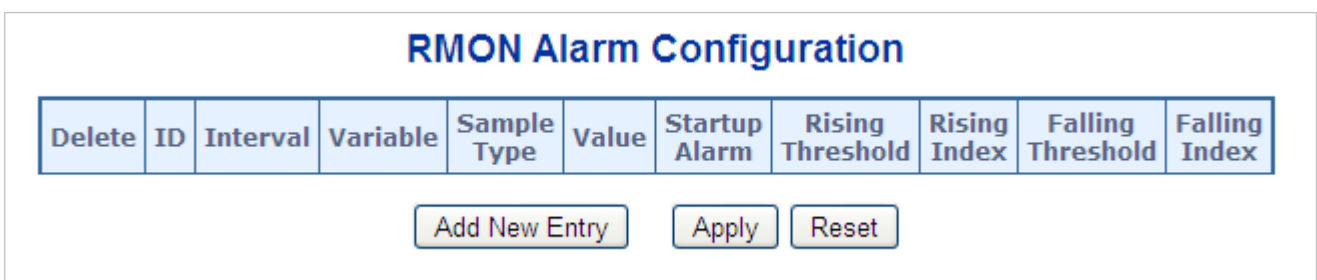 RMON Alarm Configuration
Delete ID Interval Variable Sample Type Value Startup Alarm Rising Threshold Rising Index Falling Threshold Falling Index
Add New Entry Apply Reset